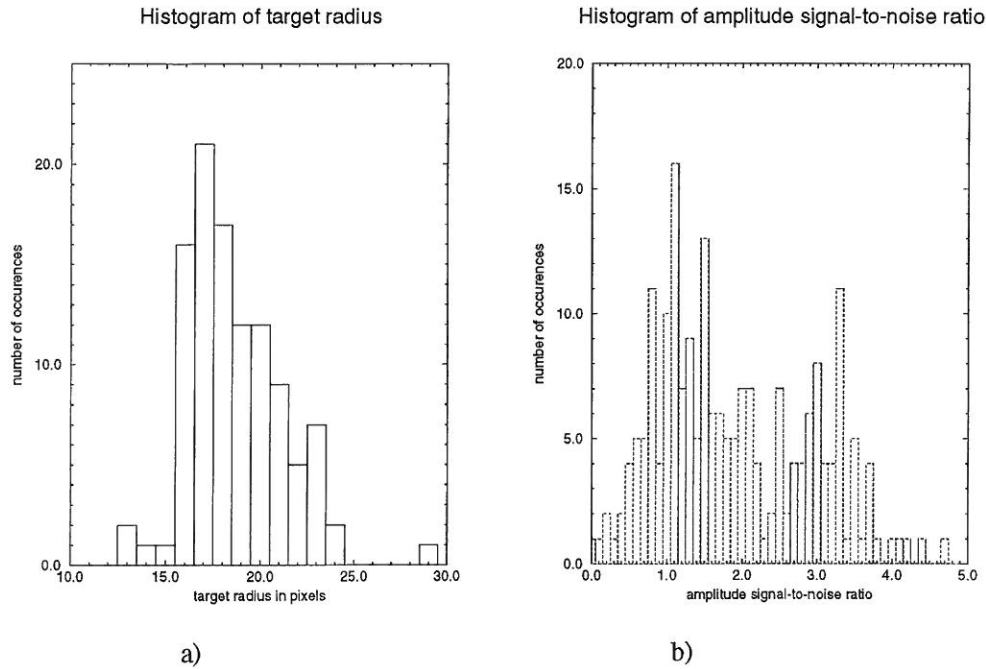 Histogram of target radius
20.0
10.0
0.0
number of occurences
10.0 15.0 20.0 25.0 30.0
target radius in pixels
a)
Histogram of amplitude signal-to-noise ratio
20.0
15.0
10.0
5.0
0.0
number of occurences
0.0 1.0 2.0 3.0 4.0 5.0
amplitude signal-to-noise ratio
b)